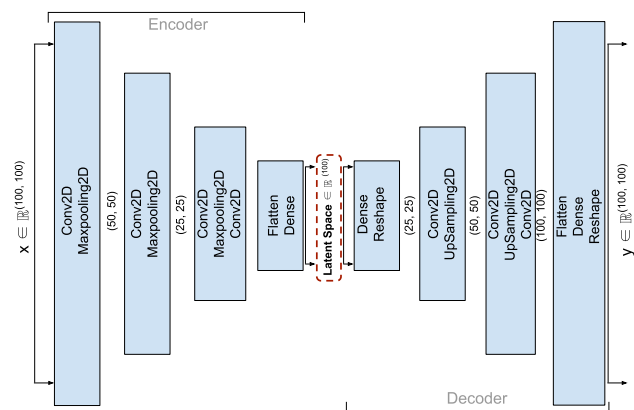 Encoder
x ∈ ℝ(100, 100)
Conv2D
Maxpooling2D
(50, 50)
Conv2D
Maxpooling2D
(25, 25)
Conv2D
Maxpooling2D
Conv2D
Flatten
Dense
Latent Space ∈ ℝ(100)
Dense
Reshape
(25, 25)
Conv2D
UpSampling2D
(50, 50)
Conv2D
UpSampling2D
Conv2D
(100, 100)
Flatten
Dense
Reshape
y ∈ ℝ(100, 100)
Decoder